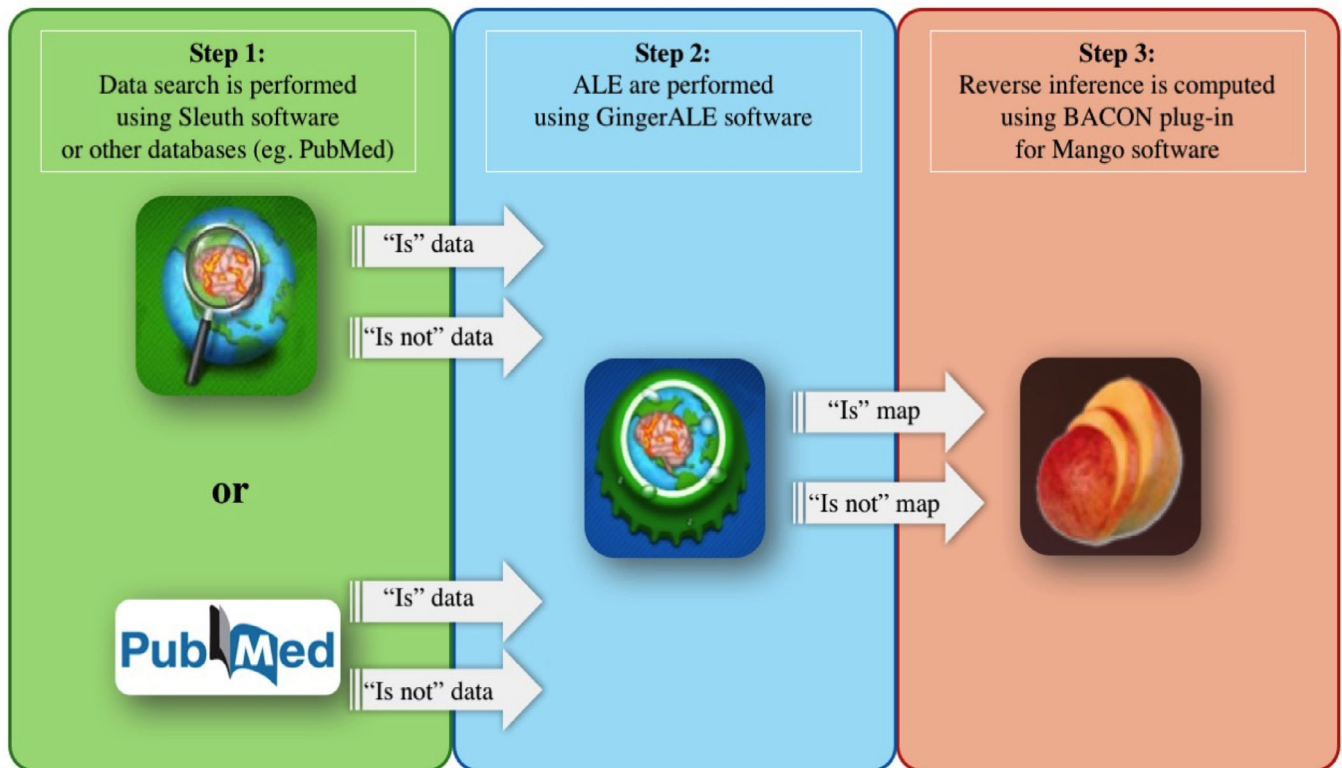 Step 1:
Data search is performed
using Sleuth software
or other databases (eg. PubMed)
“Is” data
“Is not” data
or
PubMed
“Is” data
“Is not” data
Step 2:
ALE are performed
using GingerALE software
“Is” map
“Is not” map
Step 3:
Reverse inference is computed
using BACON plug-in
for Mango software